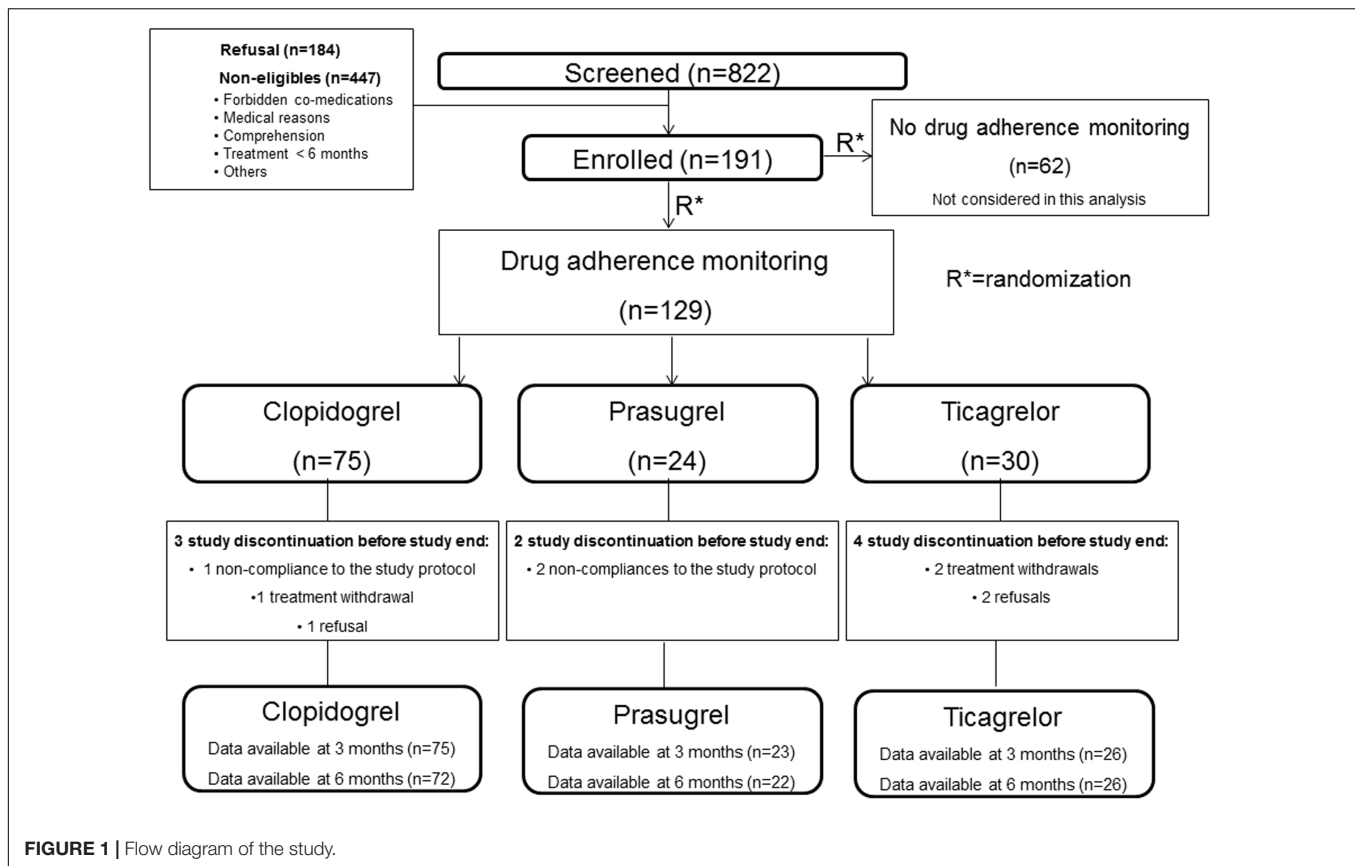 Refusal (n=184)
Non-eligibles (n=447)
• Forbidden co-medications
• Medical reasons
• Comprehension
• Treatment < 6 months
• Others
Screened (n=822)
Enrolled (n=191)
R*
No drug adherence monitoring
(n=62)
Not considered in this analysis
R*
Drug adherence monitoring
(n=129)
R*=randomization
Clopidogrel
(n=75)
Prasugrel
(n=24)
Ticagrelor
(n=30)
3 study discontinuation before study end:
• 1 non-compliance to the study protocol
•1 treatment withdrawal
• 1 refusal
2 study discontinuation before study end:
• 2 non-compliances to the study protocol
4 study discontinuation before study end:
• 2 treatment withdrawals
• 2 refusals
Clopidogrel
Data available at 3 months (n=75)
Data available at 6 months (n=72)
Prasugrel
Data available at 3 months (n=23)
Data available at 6 months (n=22)
Ticagrelor
Data available at 3 months (n=26)
Data available at 6 months (n=26)
FIGURE 1 | Flow diagram of the study.